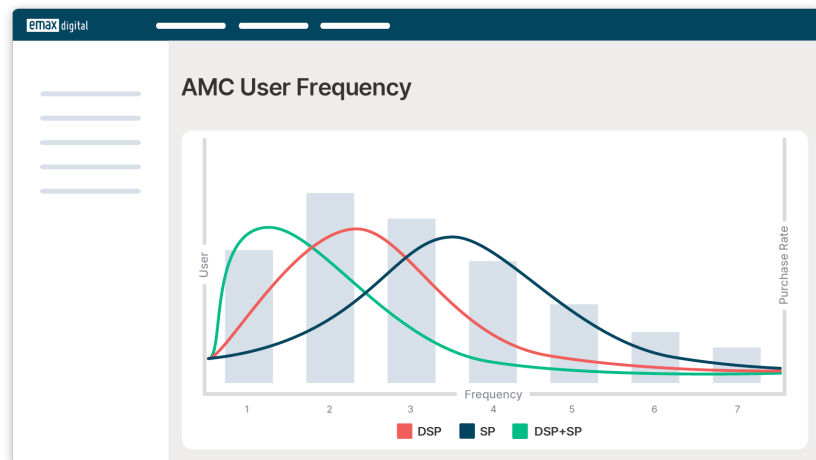 emax digital
AMC User Frequency
User
Purchase Rate
Frequency
1 2 3 4 5 6 7
DSP SP DSP+SP